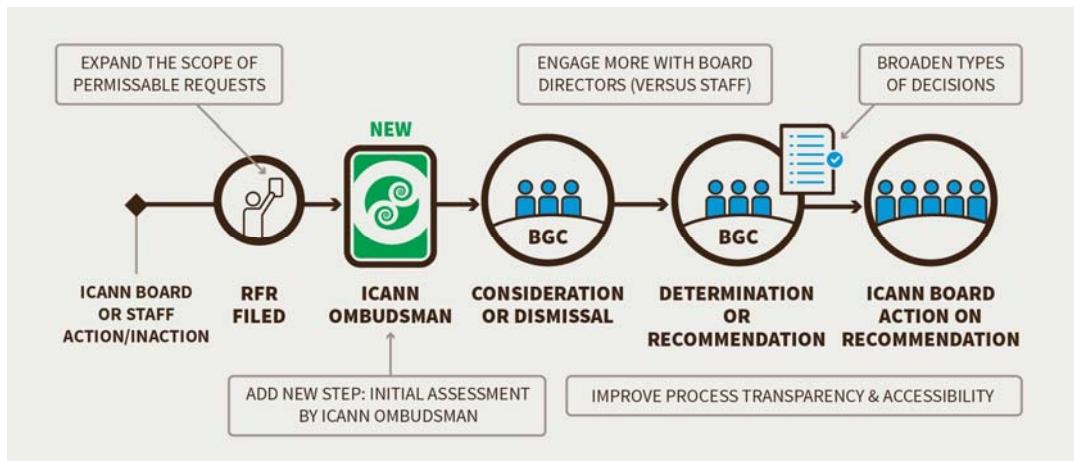 EXPAND THE SCOPE OF
PERMISSABLE REQUESTS
ENGAGE MORE WITH BOARD
DIRECTORS (VERSUS STAFF)
BROADEN TYPES
OF DECISIONS
NEW
BGC
BGC
ICANN BOARD
OR STAFF
ACTION/INACTION
RFR
FILED
ICANN
OMBUDSMAN
CONSIDERATION
OR DISMISSAL
DETERMINATION
OR
RECOMMENDATION
ICANN BOARD
ACTION ON
RECOMMENDATION
ADD NEW STEP: INITIAL ASSESSMENT
BY ICANN OMBUDSMAN
IMPROVE PROCESS TRANSPARENCY & ACCESSIBILITY